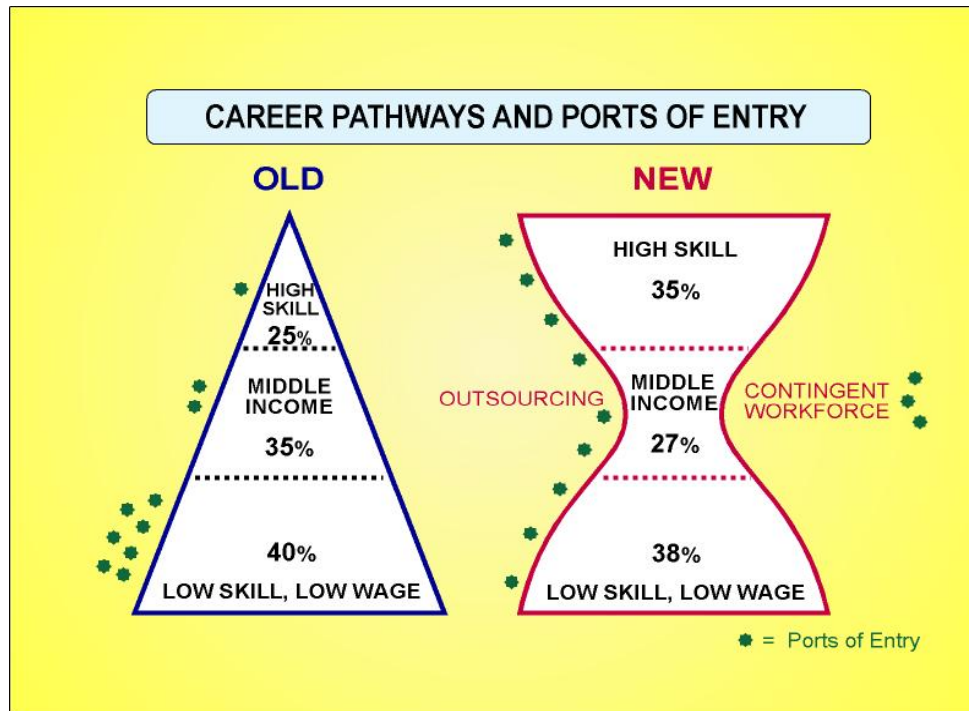 CAREER PATHWAYS AND PORTS OF ENTRY
OLD
HIGH
SKILL
25%
MIDDLE
INCOME
35%
40%
LOW SKILL, LOW WAGE
NEW
HIGH SKILL
35%
OUTSOURCING
MIDDLE
INCOME
27%
CONTINGENT
WORKFORCE
38%
LOW SKILL, LOW WAGE
= Ports of Entry